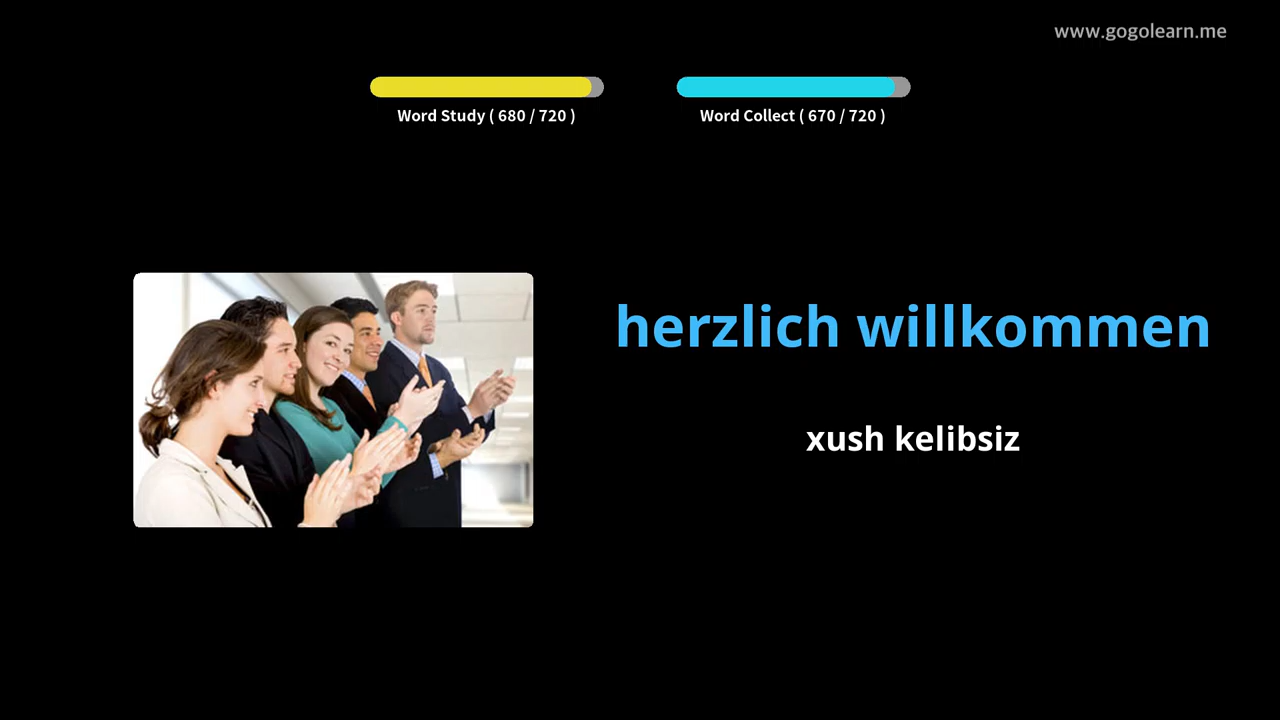 www.gogolearn.me
Word Study ( 680 / 720 )
Word Collect ( 670 / 720 )
herzlich willkommen
xush kelibsiz